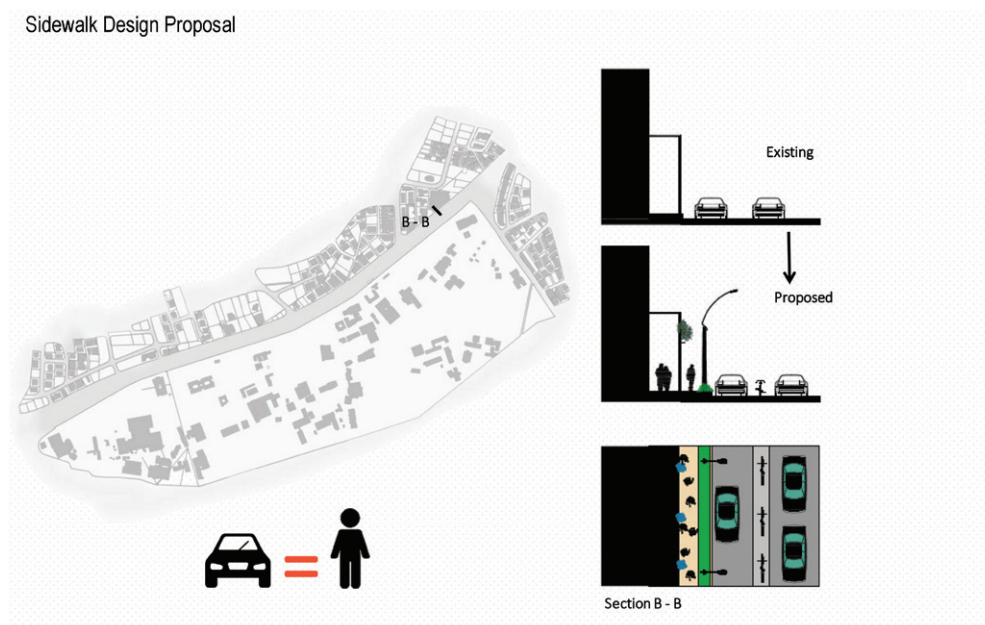 Sidewalk Design Proposal
B - B
Existing
Proposed
Section B - B